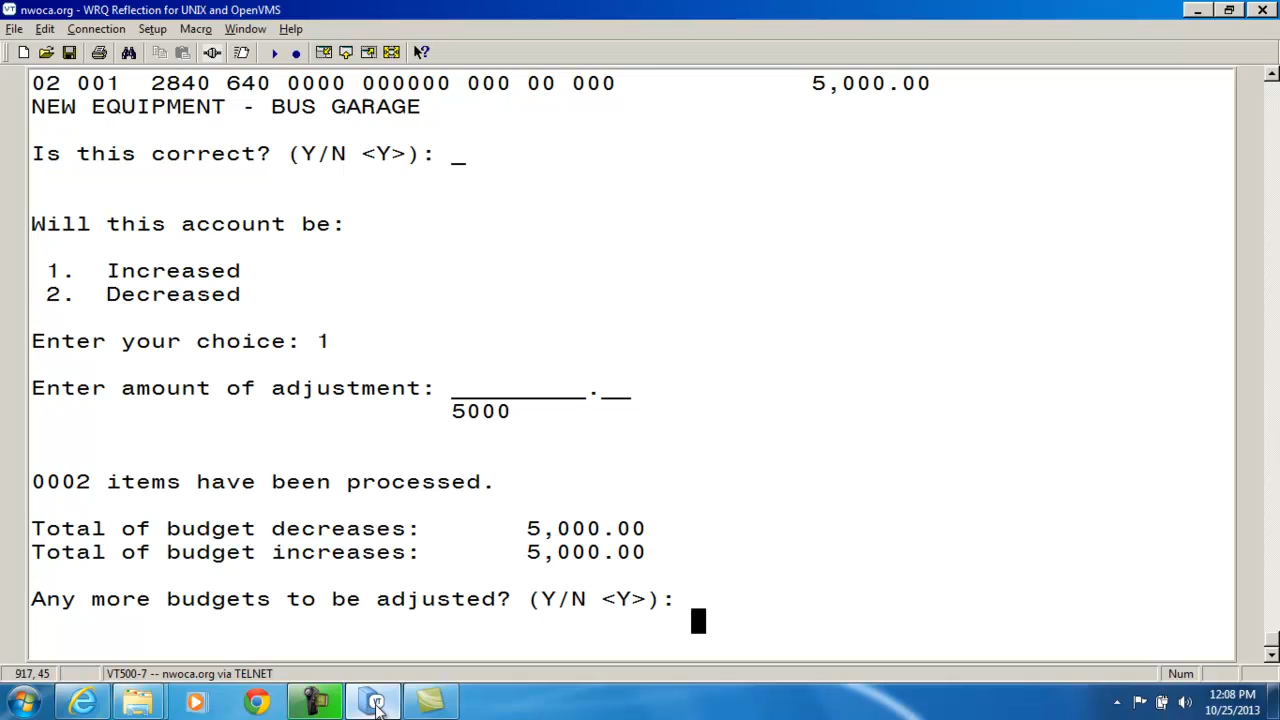 nwoca.org - WRQ Reflection for UNIX and OpenVMS
File Edit Connection Setup Macro Window Help
02 001 2840 640 0000 000000 000 00 000 5,000.00
NEW EQUIPMENT - BUS GARAGE
Is this correct? (Y/N <Y>): _
Will this account be:
1. Increased
2. Decreased
Enter your choice: 1
Enter amount of adjustment: _________.__
5000
0002 items have been processed.
Total of budget decreases: 5,000.00
Total of budget increases: 5,000.00
Any more budgets to be adjusted? (Y/N <Y>):
917, 45 VT500-7 -- nwoca.org via TELNET Num
12:08 PM
10/25/2013